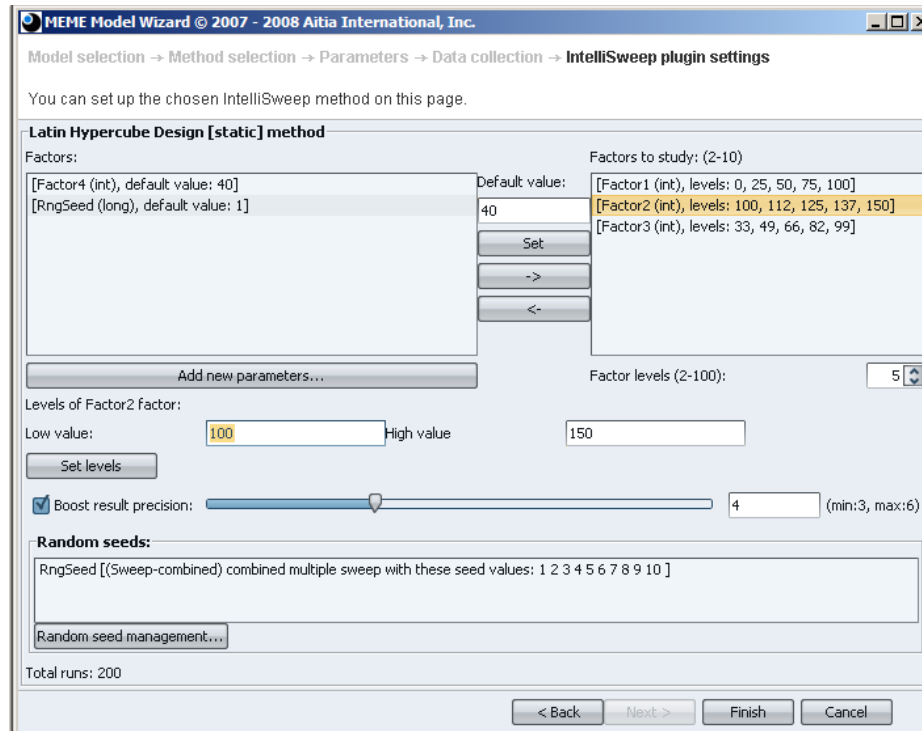 MEME Model Wizard © 2007 - 2008 Aitia International, Inc.
Model selection → Method selection → Parameters → Data collection → IntelliSweep plugin settings
You can set up the chosen IntelliSweep method on this page.
Latin Hypercube Design [static] method
Factors:
Factors to study: (2-10)
[Factor4 (int), default value: 40]
[RngSeed (long), default value: 1]
Default value:
40
Set
->
<-
[Factor1 (int), levels: 0, 25, 50, 75, 100]
[Factor2 (int), levels: 100, 112, 125, 137, 150]
[Factor3 (int), levels: 33, 49, 66, 82, 99]
Add new parameters...
Factor levels (2-100): 5
Levels of Factor2 factor:
Low value: 100 High value 150
Set levels
Boost result precision: 4 (min:3, max:6)
Random seeds:
RngSeed [(Sweep-combined) combined multiple sweep with these seed values: 1 2 3 4 5 6 7 8 9 10 ]
Random seed management...
Total runs: 200
< Back Next > Finish Cancel